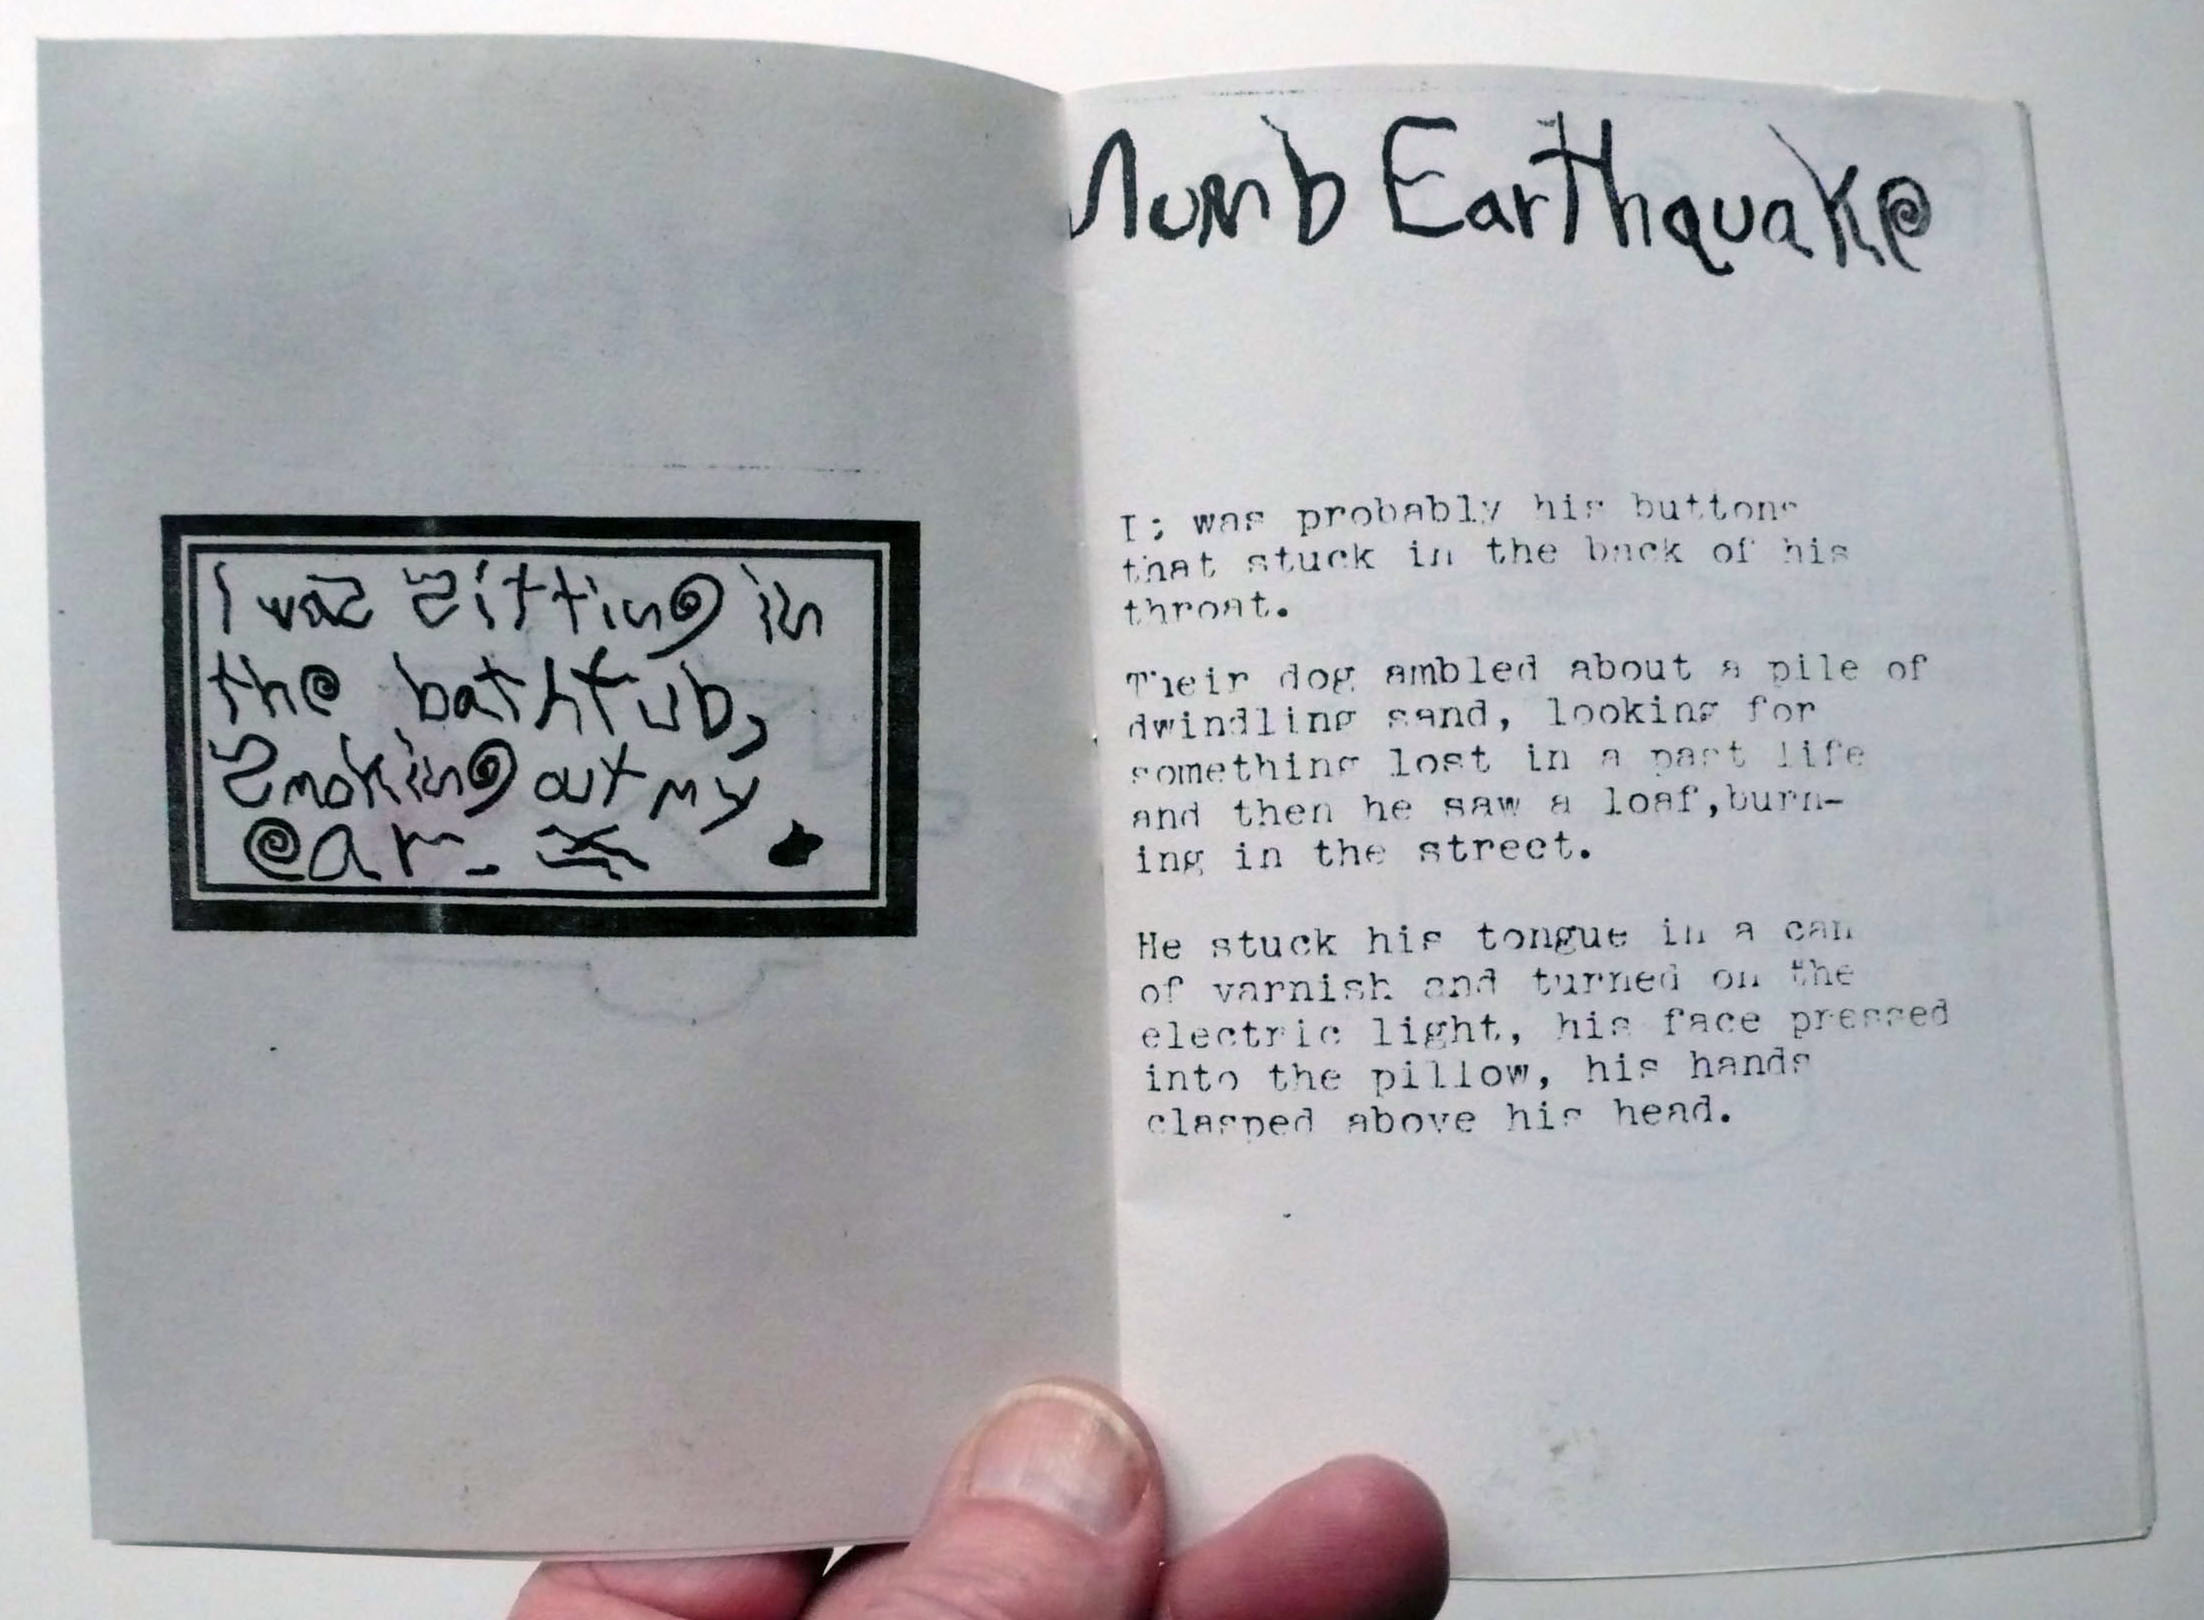 I was sitting in
the bathtub,
Smoking out my
ear.
Numb Earthquake
It was probably his buttons
that stuck in the back of his
throat.
Their dog ambled about a pile of
dwindling sand, looking for
something lost in a past life
and then he saw a loaf,burn-
ing in the street.
He stuck his tongue in a can
of varnish and turned on the
electric light, his face pressed
into the pillow, his hands
clasped above his head.